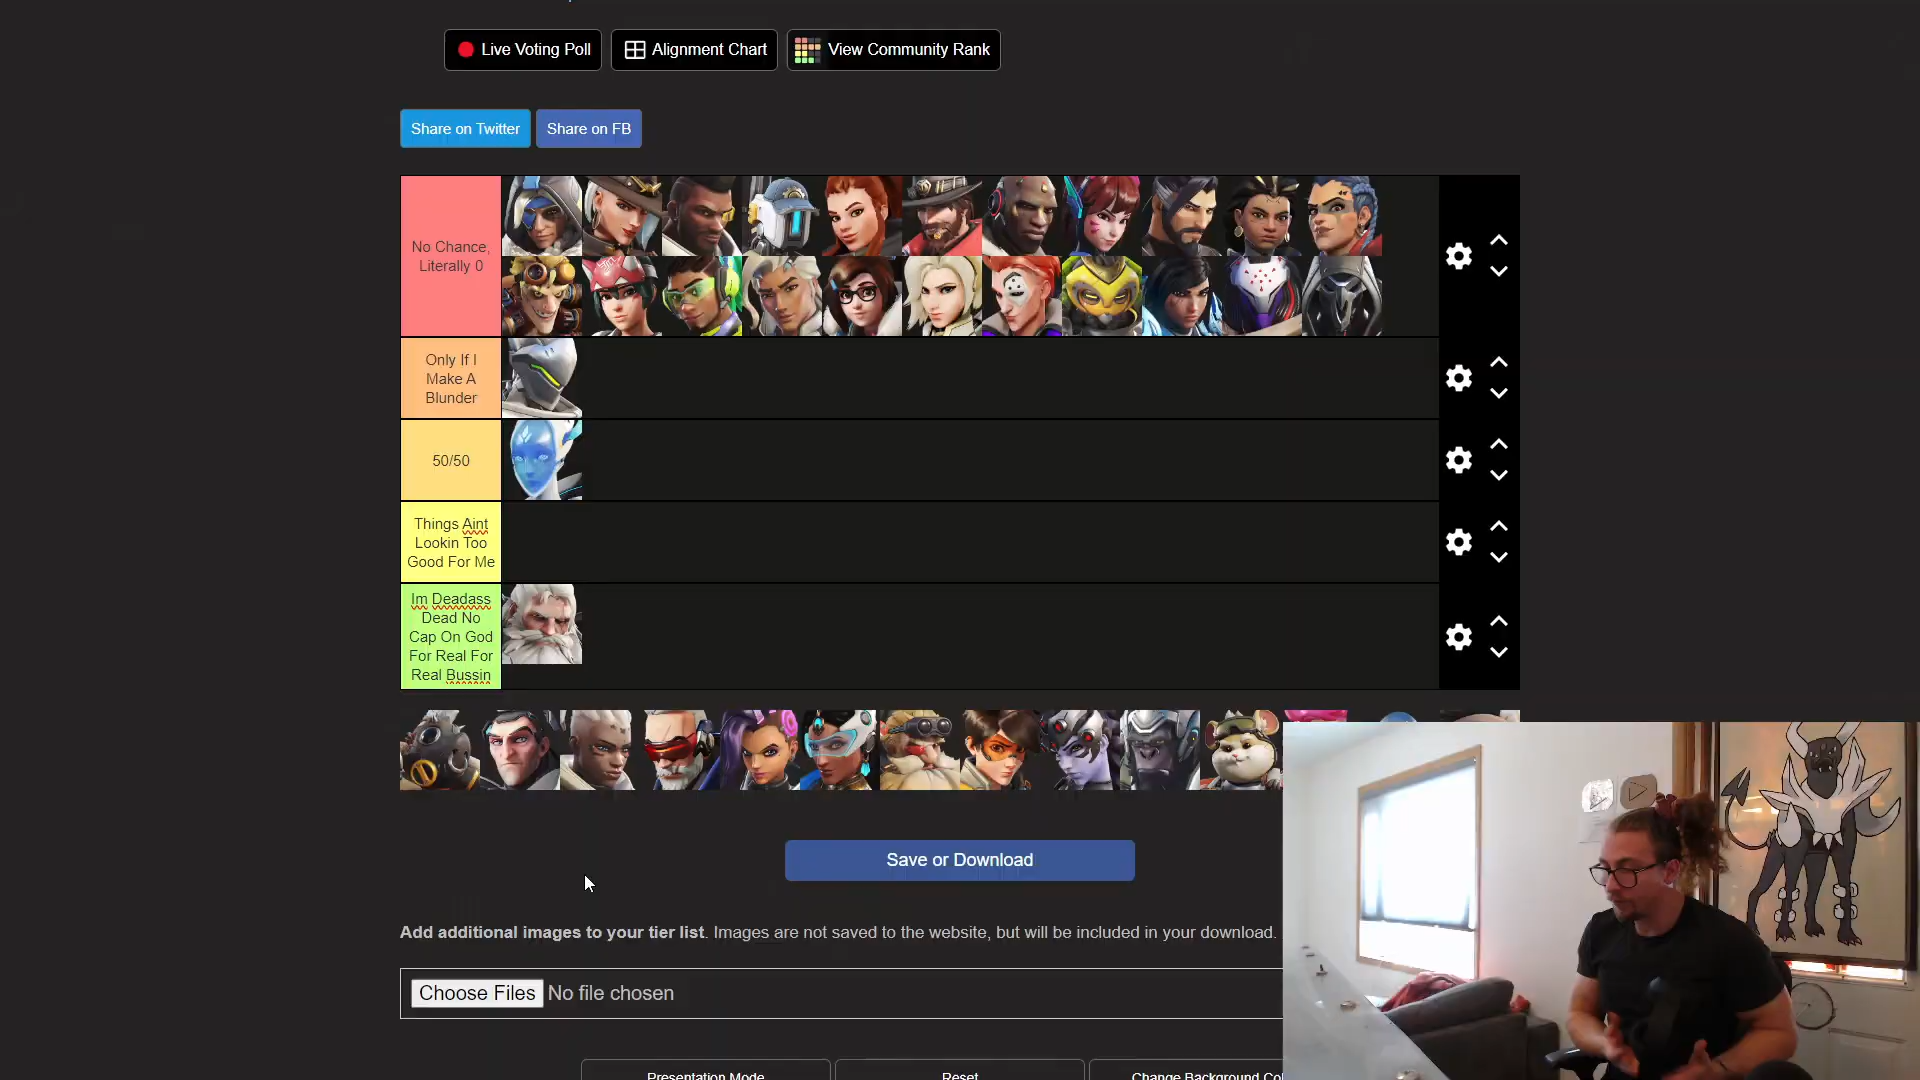 Live Voting Poll
Alignment Chart
View Community Rank
Share on Twitter
Share on FB
No Chance,
Literally 0
Only If I
Make A
Blunder
50/50
Things Aint
Lookin Too
Good For Me
Im Deadass
Dead No
Cap On God
For Real For
Real Bussin
Save or Download
Add additional images to your tier list. Images are not saved to the website, but will be included in your download.
Choose Files No file chosen
Presentation Mode
Reset
Change Background